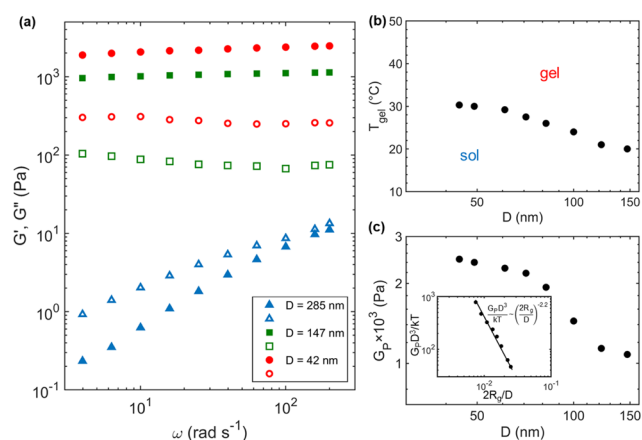 (a)
G', G" (Pa)
10³
10²
10¹
10⁰
10⁻¹
10¹
10²
ω (rad s⁻¹)
D = 285 nm
D = 147 nm
D = 42 nm
(b)
T_gel (°C)
50
40
30
20
10
gel
sol
50
100
150
D (nm)
(c)
G_P×10³ (Pa)
3
2
1
50
100
150
D (nm)
G_PD³/kT
10³
10²
G_PD³/kT ~ (2R_g/D)^-2.2
10⁻²
10⁻¹
2R_g/D